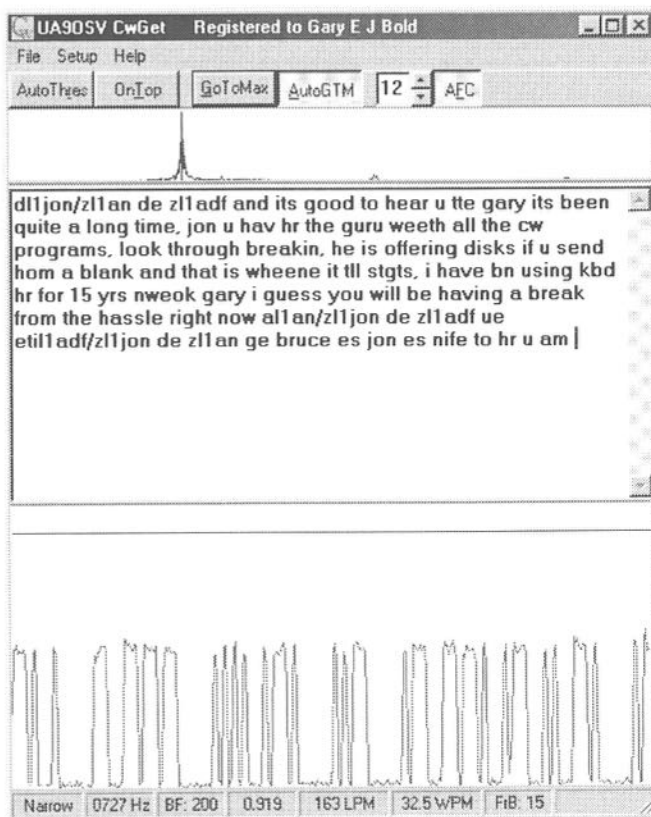 UA9OSV CwGet Registered to Gary E J Bold
File Setup Help
AutoThres OnTop GoToMax AutoGTM 12 AFC
dl1jon/zl1an de zl1adf and its good to hear u tte gary its been
quite a long time, jon u hav hr the guru weeth all the cw
programs, look through breakin, he is offering disks if u send
hom a blank and that is wheene it tll stgts, i have bn using kbd
hr for 15 yrs nweok gary i guess you will be having a break
from the hassle right now al1an/zl1jon de zl1adf ue
etil1adf/zl1jon de zl1an ge bruce es jon es nife to hr u am
Narrow 0727 Hz BF: 200 0.919 163 LPM 32.5 WPM FrB: 15